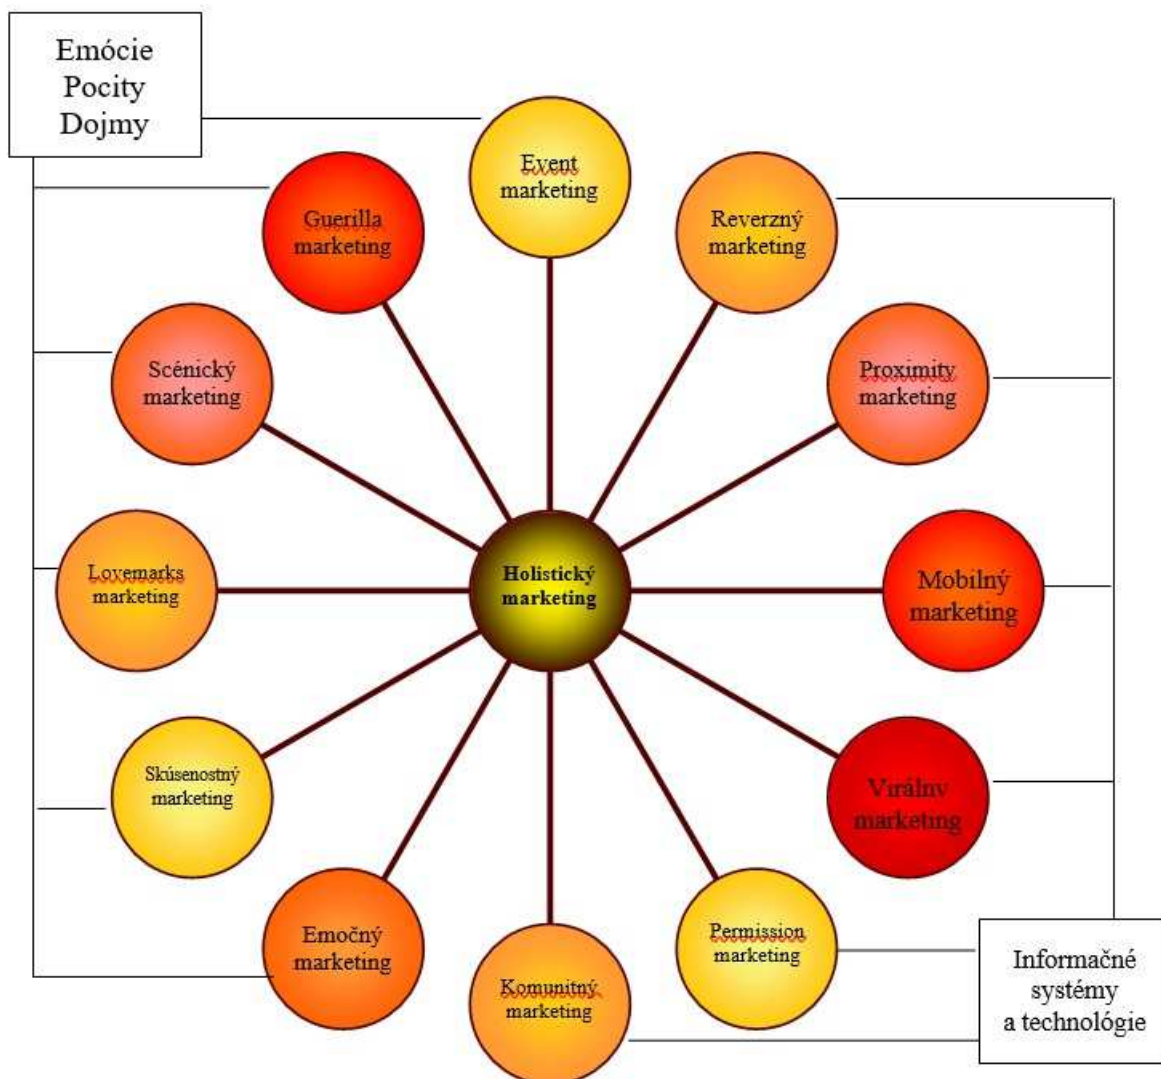 Emócie
Pocity
Dojmy
Event
marketing
Reverzný
marketing
Proximity
marketing
Mobilný
marketing
Virálny
marketing
Permission
marketing
Komunitný
marketing
Emočný
marketing
Skúsenostný
marketing
Lovemarks
marketing
Scénický
marketing
Guerilla
marketing
Holistický
marketing
Informačné
systémy
a technológie